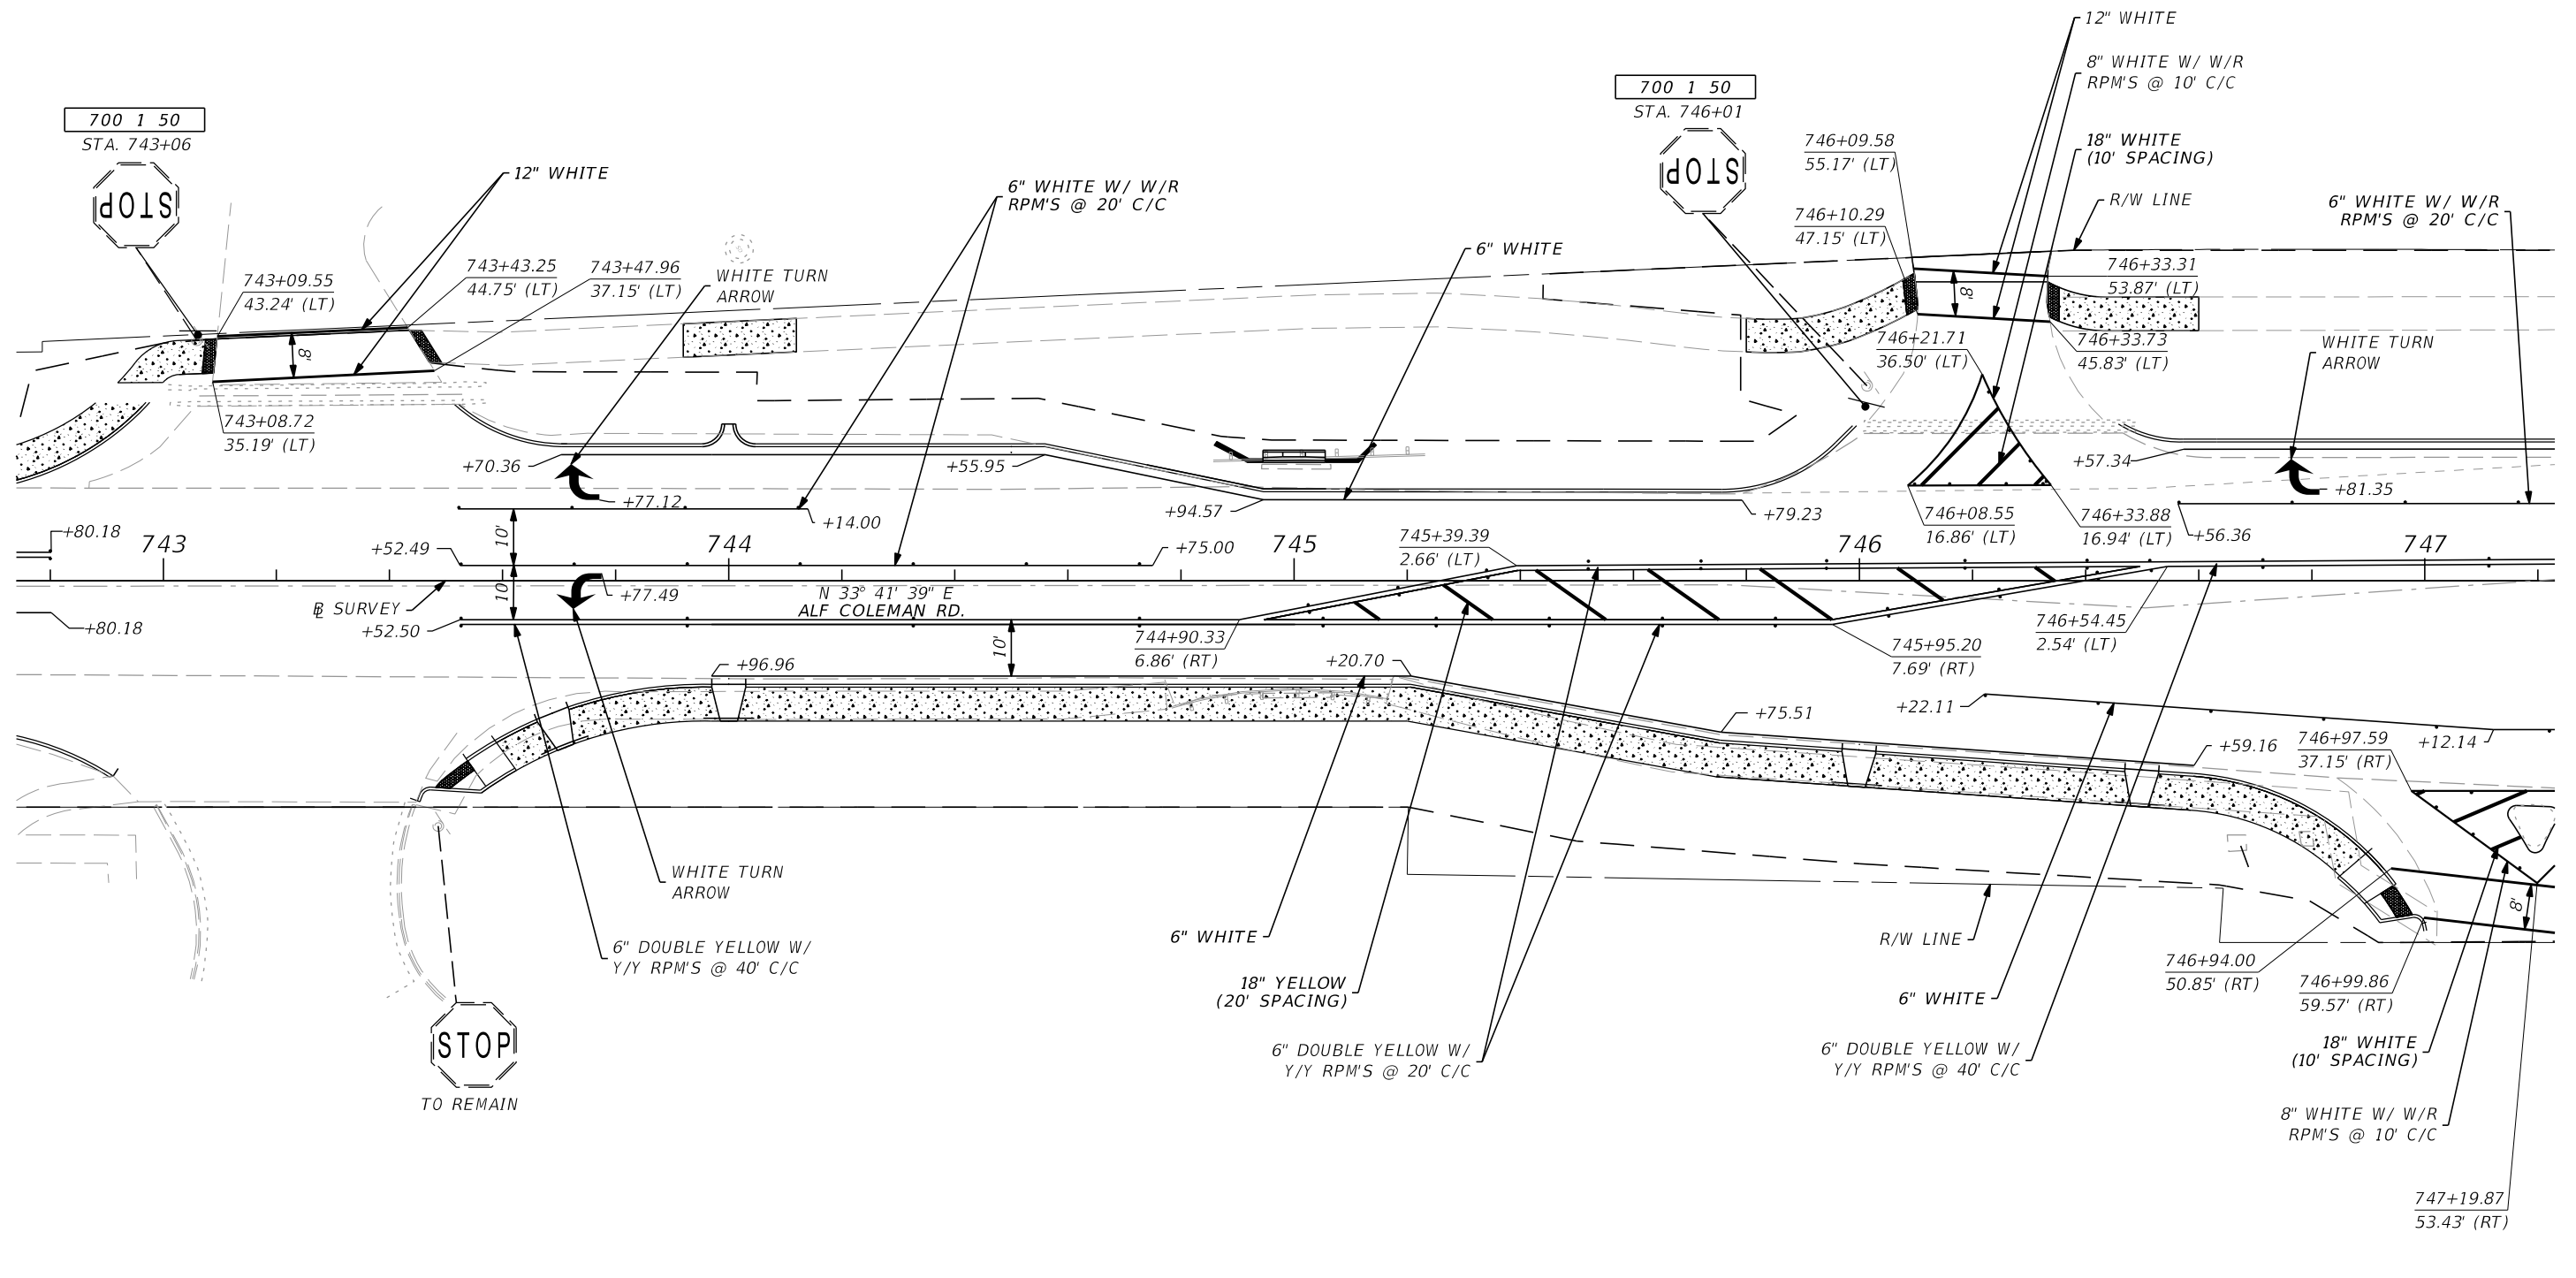 12" WHITE
8" WHITE W/ W/R
RPM'S @ 10' C/C
700 1 50
STA. 746+01
STOP
700 1 50
STA. 743+06
STOP
746+09.58
55.17' (LT)
18" WHITE
(10' SPACING)
12" WHITE
6" WHITE W/ W/R
RPM'S @ 20' C/C
R/W LINE
6" WHITE W/ W/R
RPM'S @ 20' C/C
746+10.29
47.15' (LT)
6" WHITE
743+09.55
43.24' (LT)
743+43.25
44.75' (LT)
743+47.96
37.15' (LT)
WHITE TURN
ARROW
746+33.31
53.87' (LT)
8'
8'
746+21.71
36.50' (LT)
746+33.73
45.83' (LT)
WHITE TURN
ARROW
743+08.72
35.19' (LT)
+70.36
+55.95
+57.34
+77.12
+81.35
+14.00
+94.57
+79.23
746+08.55
16.86' (LT)
746+33.88
16.94' (LT)
+56.36
+80.18
743
+52.49
10'
744
+75.00
745
745+39.39
2.66' (LT)
746
747
10'
+77.49
N 33° 41' 39" E
ALF COLEMAN RD.
BL SURVEY
+80.18
+52.50
10'
744+90.33
6.86' (RT)
746+54.45
2.54' (LT)
745+95.20
7.69' (RT)
+96.96
+20.70
+22.11
+75.51
+59.16
746+97.59
37.15' (RT)
+12.14
WHITE TURN
ARROW
8'
6" DOUBLE YELLOW W/
Y/Y RPM'S @ 40' C/C
6" WHITE
R/W LINE
18" YELLOW
(20' SPACING)
6" WHITE
746+94.00
50.85' (RT)
746+99.86
59.57' (RT)
STOP
TO REMAIN
6" DOUBLE YELLOW W/
Y/Y RPM'S @ 20' C/C
6" DOUBLE YELLOW W/
Y/Y RPM'S @ 40' C/C
18" WHITE
(10' SPACING)
8" WHITE W/ W/R
RPM'S @ 10' C/C
747+19.87
53.43' (RT)